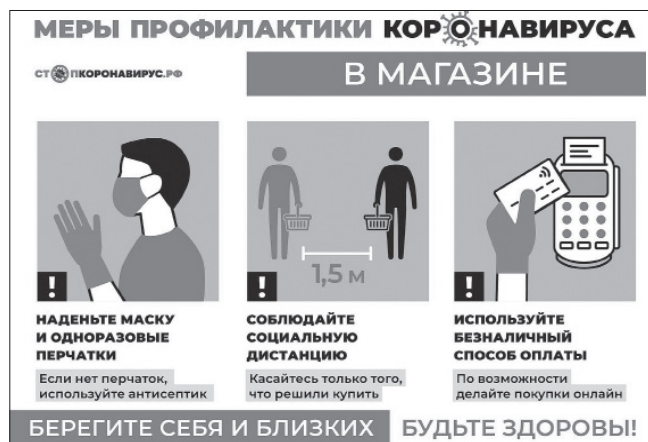 МЕРЫ ПРОФИЛАКТИКИ КОРОНАВИРУСА
СТОПКОРОНАВИРУС.РФ
В МАГАЗИНЕ
1,5 м
!
!
!
НАДЕНЬТЕ МАСКУ
И ОДНОРАЗОВЫЕ
ПЕРЧАТКИ
Если нет перчаток,
используйте антисептик
СОБЛЮДАЙТЕ
СОЦИАЛЬНУЮ
ДИСТАНЦИЮ
Касайтесь только того,
что решили купить
ИСПОЛЬЗУЙТЕ
БЕЗНАЛИЧНЫЙ
СПОСОБ ОПЛАТЫ
По возможности
делайте покупки онлайн
БЕРЕГИТЕ СЕБЯ И БЛИЗКИХ БУДЬТЕ ЗДОРОВЫ!